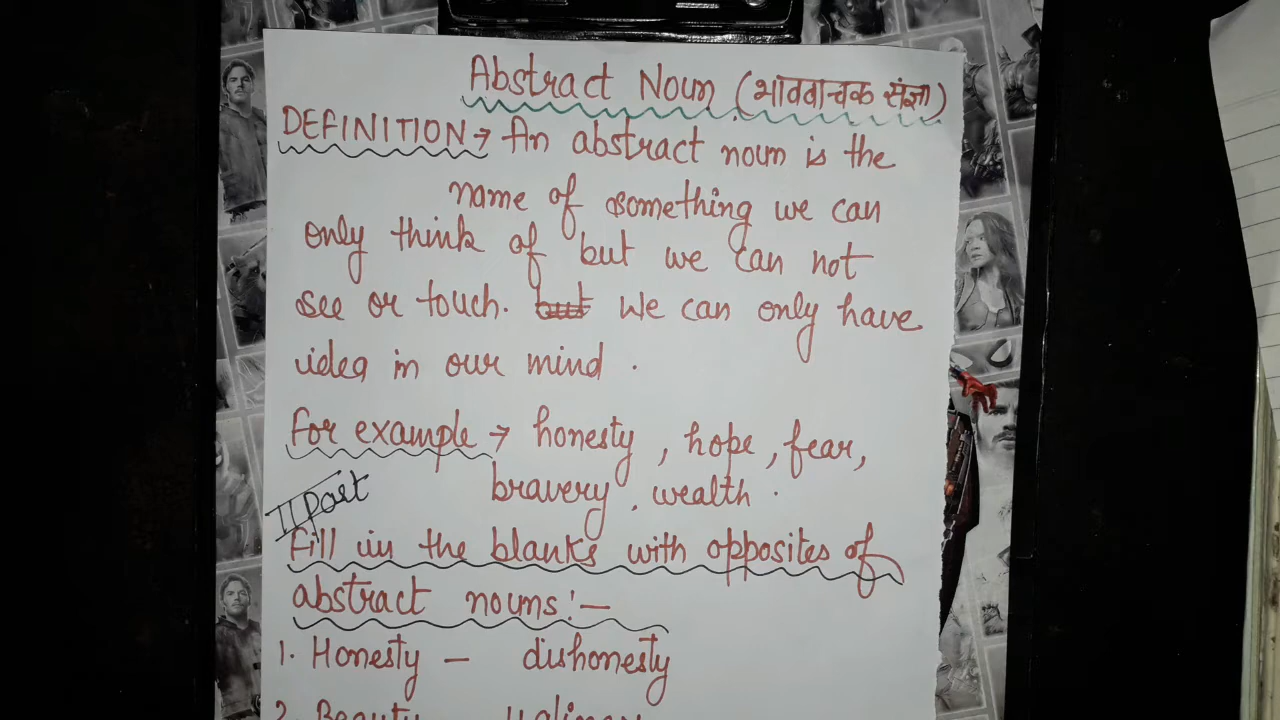 Abstract Noun (भाववाचक संज्ञा)
DEFINITION → An abstract noun is the
name of something we can
only think of but we can not
see or touch. but We can only have
idea in our mind .
For example → honesty , hope , fear,
bravery , wealth .
II Part
Fill in the blanks with opposites of
abstract nouns :-
1. Honesty - dishonesty
2. Beauty